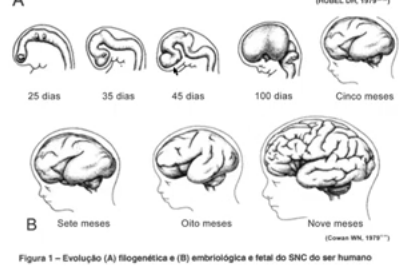 A
(HUBEL DH, 1979
25 dias
35 dias
45 dias
100 dias
Cinco meses
Sete meses
Oito meses
Nove meses
B
(Cowan WN, 1979
Figura 1 – Evolução (A) filogenética e (B) embriológica e fetal do SNC do ser humano